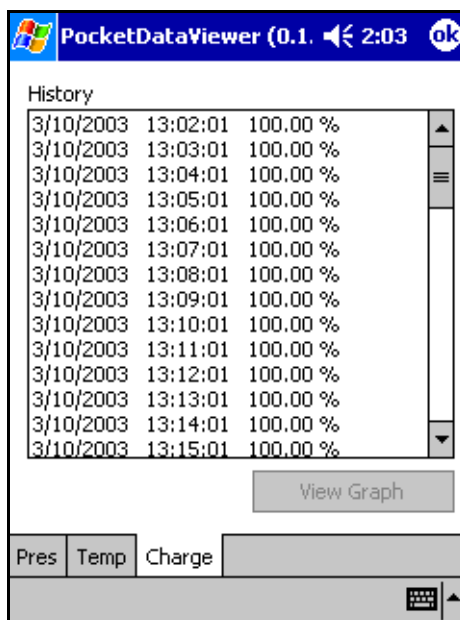 PocketDataViewer (0.1. 2:03 ok
History
3/10/2003 13:02:01 100.00 %
3/10/2003 13:03:01 100.00 %
3/10/2003 13:04:01 100.00 %
3/10/2003 13:05:01 100.00 %
3/10/2003 13:06:01 100.00 %
3/10/2003 13:07:01 100.00 %
3/10/2003 13:08:01 100.00 %
3/10/2003 13:09:01 100.00 %
3/10/2003 13:10:01 100.00 %
3/10/2003 13:11:01 100.00 %
3/10/2003 13:12:01 100.00 %
3/10/2003 13:13:01 100.00 %
3/10/2003 13:14:01 100.00 %
3/10/2003 13:15:01 100.00 %
View Graph
Pres Temp Charge